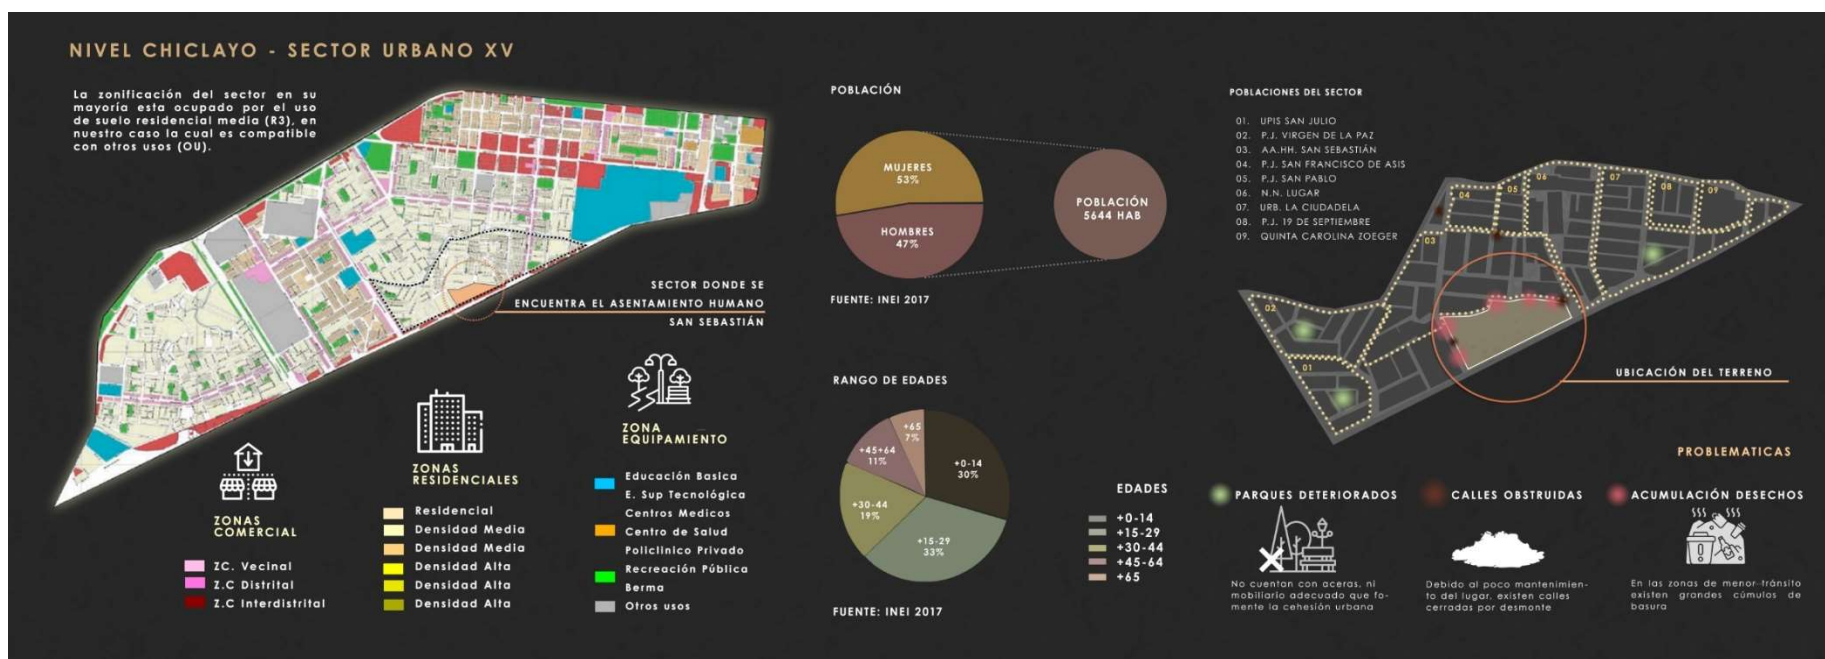 NIVEL CHICLAYO - SECTOR URBANO XV
La zonificación del sector en su
mayoría esta ocupado por el uso
de suelo residencial media (R3), en
nuestro caso la cual es compatible
con otros usos (OU).
SECTOR DONDE SE
ENCUENTRA EL ASENTAMIENTO HUMANO
SAN SEBASTIÁN
ZONAS
COMERCIAL
ZC. Vecinal
Z.C Distrital
Z.C Interdistrital
ZONAS
RESIDENCIALES
Residencial
Densidad Media
Densidad Media
Densidad Alta
Densidad Alta
Densidad Alta
ZONA
EQUIPAMIENTO
Educación Basica
E. Sup Tecnológica
Centros Medicos
Centro de Salud
Policlinico Privado
Recreación Pública
Berma
Otros usos
POBLACIÓN
MUJERES
53%
HOMBRES
47%
POBLACIÓN
5644 HAB
FUENTE: INEI 2017
RANGO DE EDADES
+65
7%
+45+64
11%
+0-14
30%
+30-44
19%
+15-29
33%
EDADES
+0-14
+15-29
+30-44
+45-64
+65
FUENTE: INEI 2017
POBLACIONES DEL SECTOR
01. UPIS SAN JULIO
02. P.J. VIRGEN DE LA PAZ
03. AA.HH. SAN SEBASTIÁN
04. P.J. SAN FRANCISCO DE ASIS
05. P.J. SAN PABLO
06. N.N. LUGAR
07. URB. LA CIUDADELA
08. P.J. 19 DE SEPTIEMBRE
09. QUINTA CAROLINA ZOEGER
04
05
06
07
08
09
03
02
01
UBICACIÓN DEL TERRENO
PROBLEMATICAS
PARQUES DETERIORADOS
No cuentan con aceras, ni
mobiliario adecuado que fo-
mente la cehesión urbana
CALLES OBSTRUIDAS
Debido al poco mantenimien-
to del lugar, existen calles
cerradas por desmonte
ACUMULACIÓN DESECHOS
En las zonas de menor-tránsito
existen grandes cúmulos de
basura